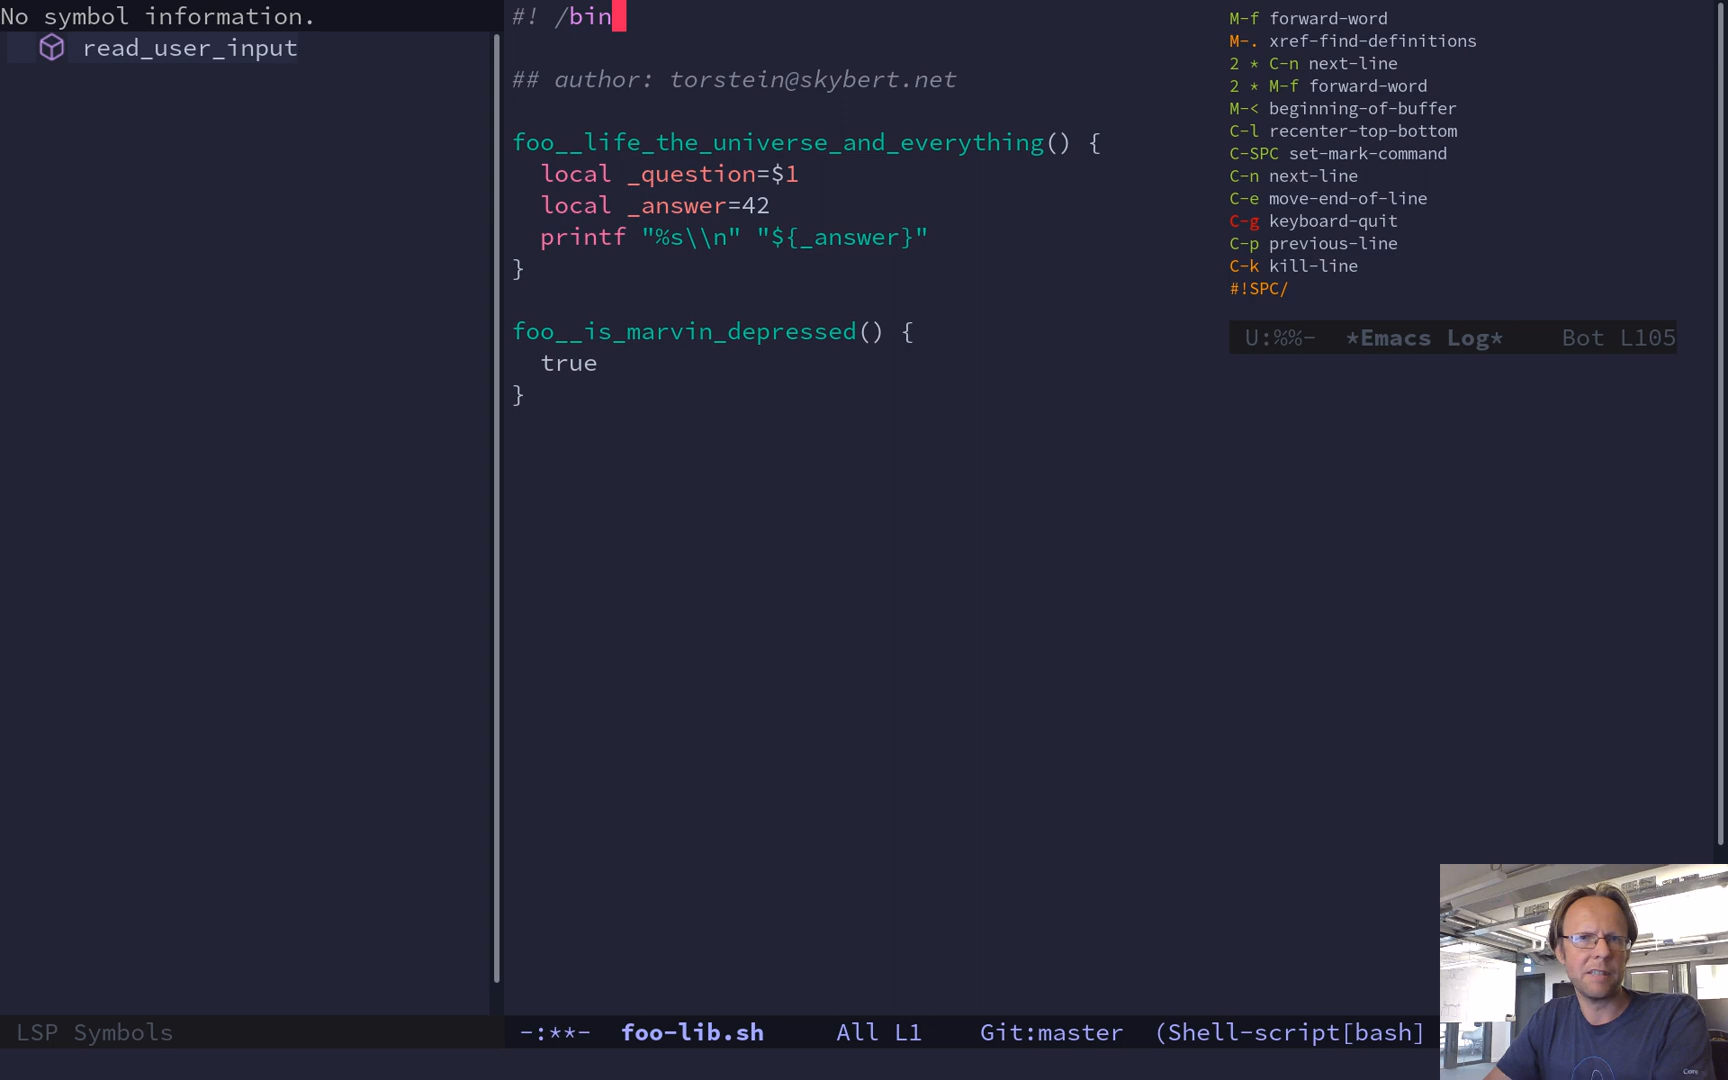 No symbol information.
read_user_input
LSP Symbols
#! /bin
## author: torstein@skybert.net
foo__life_the_universe_and_everything() {
  local _question=$1
  local _answer=42
  printf "%s\\n" "${_answer}"
}
foo__is_marvin_depressed() {
  true
}
-:**-  foo-lib.sh     All L1    Git:master  (Shell-script[bash]
M-f forward-word
M-. xref-find-definitions
2 * C-n next-line
2 * M-f forward-word
M-< beginning-of-buffer
C-l recenter-top-bottom
C-SPC set-mark-command
C-n next-line
C-e move-end-of-line
C-g keyboard-quit
C-p previous-line
C-k kill-line
#!SPC/
U:%%-  *Emacs Log*    Bot L105